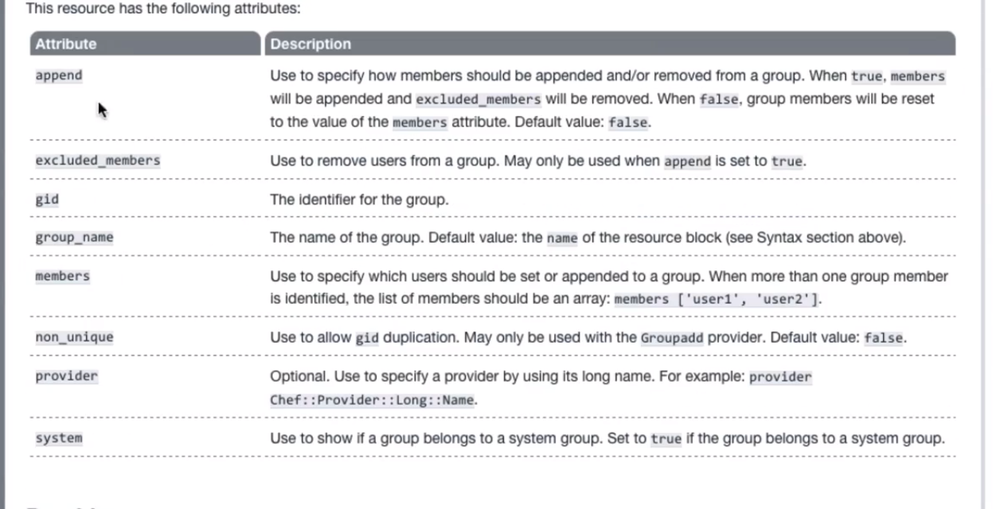 This resource has the following attributes:
Attribute Description
append Use to specify how members should be appended and/or removed from a group. When true, members
will be appended and excluded_members will be removed. When false, group members will be reset
to the value of the members attribute. Default value: false.
excluded_members Use to remove users from a group. May only be used when append is set to true.
gid The identifier for the group.
group_name The name of the group. Default value: the name of the resource block (see Syntax section above).
members Use to specify which users should be set or appended to a group. When more than one group member
is identified, the list of members should be an array: members ['user1', 'user2'].
non_unique Use to allow gid duplication. May only be used with the Groupadd provider. Default value: false.
provider Optional. Use to specify a provider by using its long name. For example: provider
Chef::Provider::Long::Name.
system Use to show if a group belongs to a system group. Set to true if the group belongs to a system group.